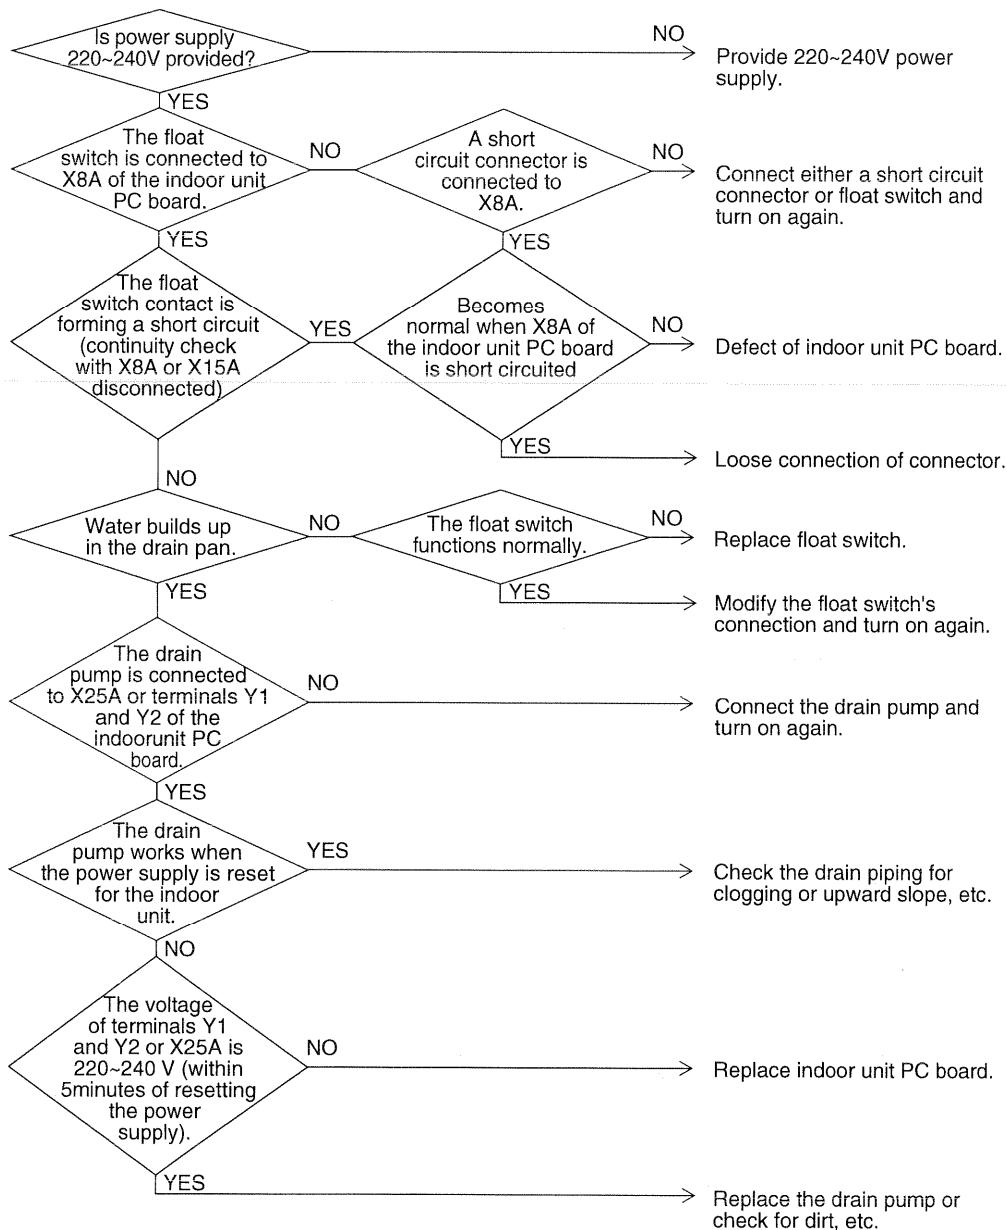 Is power supply
220~240V provided?
NO
Provide 220~240V power
supply.
YES
The float
switch is connected to
X8A of the indoor unit
PC board.
NO
A short
circuit connector is
connected to
X8A.
NO
Connect either a short circuit
connector or float switch and
turn on again.
YES
YES
The float
switch contact is
forming a short circuit
(continuity check
with X8A or X15A
disconnected)
YES
Becomes
normal when X8A of
the indoor unit PC board
is short circuited
NO
Defect of indoor unit PC board.
YES
Loose connection of connector.
NO
Water builds up
in the drain pan.
NO
The float switch
functions normally.
NO
Replace float switch.
YES
YES
Modify the float switch's
connection and turn on again.
The drain
pump is connected
to X25A or terminals Y1
and Y2 of the
indoorunit PC
board.
NO
Connect the drain pump and
turn on again.
YES
The drain
pump works when
the power supply is reset
for the indoor
unit.
YES
Check the drain piping for
clogging or upward slope, etc.
NO
The voltage
of terminals Y1
and Y2 or X25A is
220~240 V (within
5minutes of resetting
the power
supply).
NO
Replace indoor unit PC board.
YES
Replace the drain pump or
check for dirt, etc.